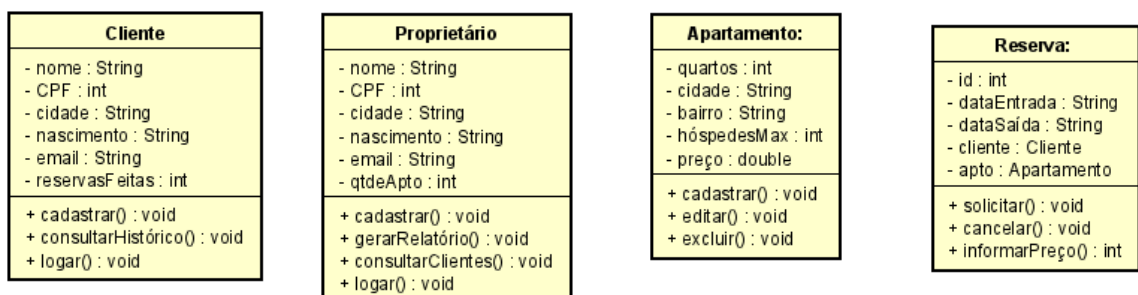 Cliente
- nome : String
- CPF : int
- cidade : String
- nascimento : String
- email : String
- reservasFeitas : int
+ cadastrar() : void
+ consultarHistórico() : void
+ logar() : void
Proprietário
- nome : String
- CPF : int
- cidade : String
- nascimento : String
- email : String
- qtdeApto : int
+ cadastrar() : void
+ gerarRelatório() : void
+ consultarClientes() : void
+ logar() : void
Apartamento:
- quartos : int
- cidade : String
- bairro : String
- hóspedesMax : int
- preço : double
+ cadastrar() : void
+ editar() : void
+ excluir() : void
Reserva:
- id : int
- dataEntrada : String
- dataSaída : String
- cliente : Cliente
- apto : Apartamento
+ solicitar() : void
+ cancelar() : void
+ informarPreço() : int